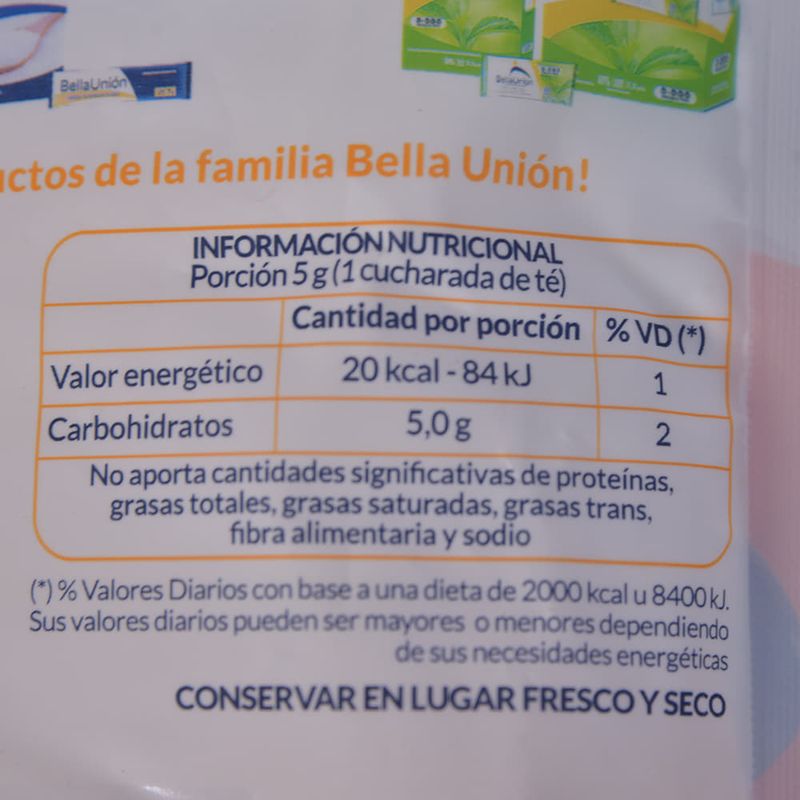 BellaUnión
BellaUnión
uctos de la familia Bella Unión!
INFORMACIÓN NUTRICIONAL
Porción 5 g (1 cucharada de té)
Cantidad por porción % VD (*)
Valor energético 20 kcal - 84 kJ 1
Carbohidratos 5,0 g 2
No aporta cantidades significativas de proteínas,
grasas totales, grasas saturadas, grasas trans,
fibra alimentaria y sodio
(*) % Valores Diarios con base a una dieta de 2000 kcal u 8400 kJ.
Sus valores diarios pueden ser mayores o menores dependiendo
de sus necesidades energéticas
CONSERVAR EN LUGAR FRESCO Y SECO